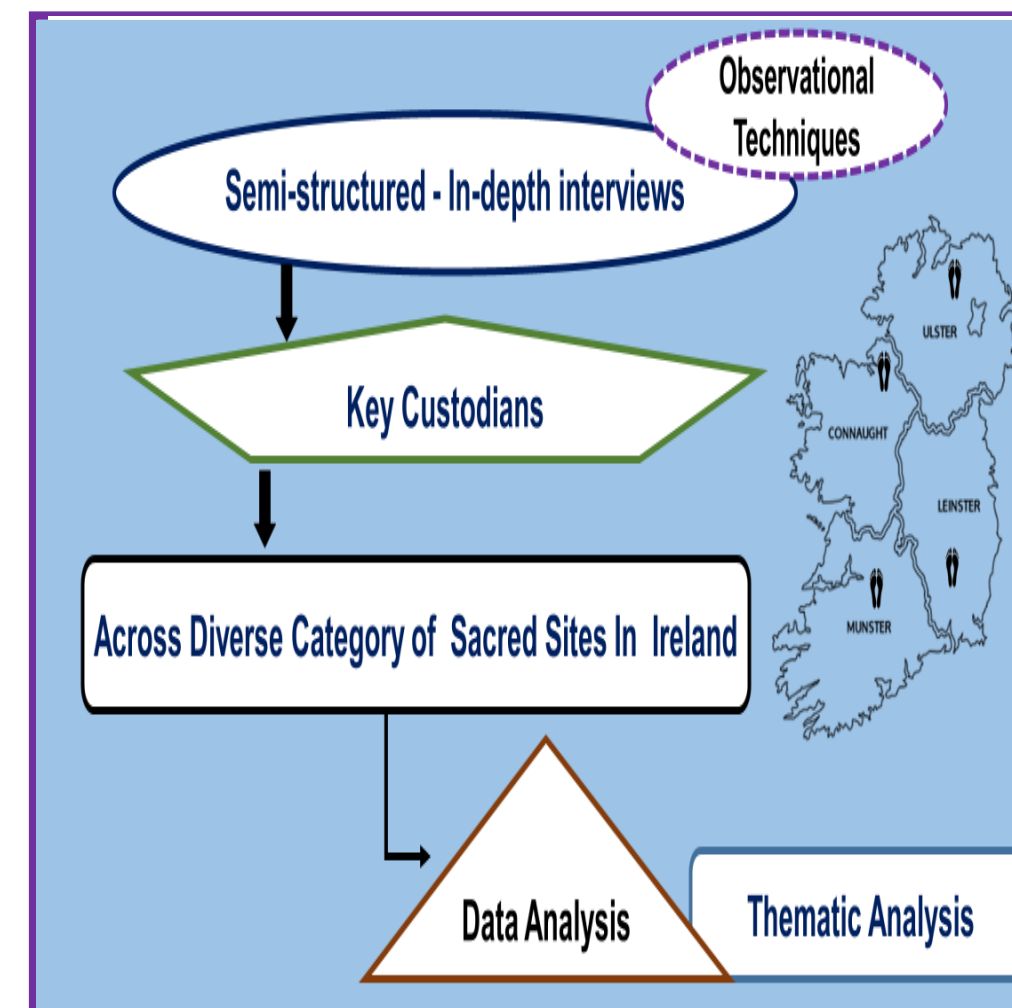 Observational
Techniques
Semi-structured - In-depth interviews
ULSTER
Key Custodians
CONNAUGHT
LEINSTER
Across Diverse Category of Sacred Sites In Ireland
MUNSTER
Data Analysis
Thematic Analysis